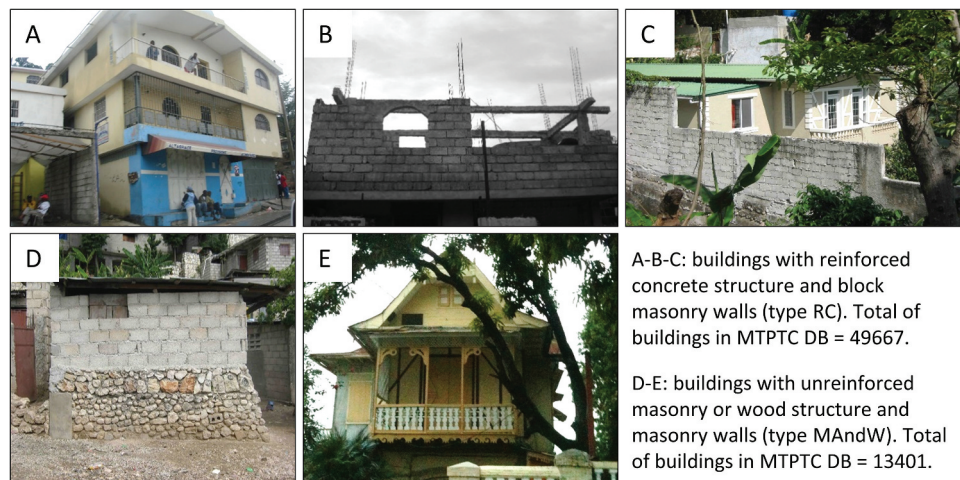 A
B
C
D
E
A-B-C: buildings with reinforced
concrete structure and block
masonry walls (type RC). Total of
buildings in MTPTC DB = 49667.
D-E: buildings with unreinforced
masonry or wood structure and
masonry walls (type MAndW). Total
of buildings in MTPTC DB = 13401.